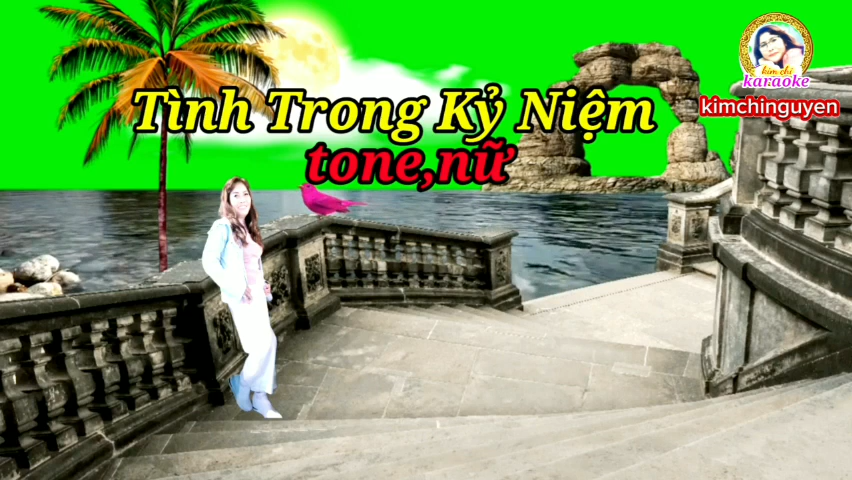 Tình Trong Kỷ Niệm
tone,nữ
kim chi
karaoke
kimchinguyen